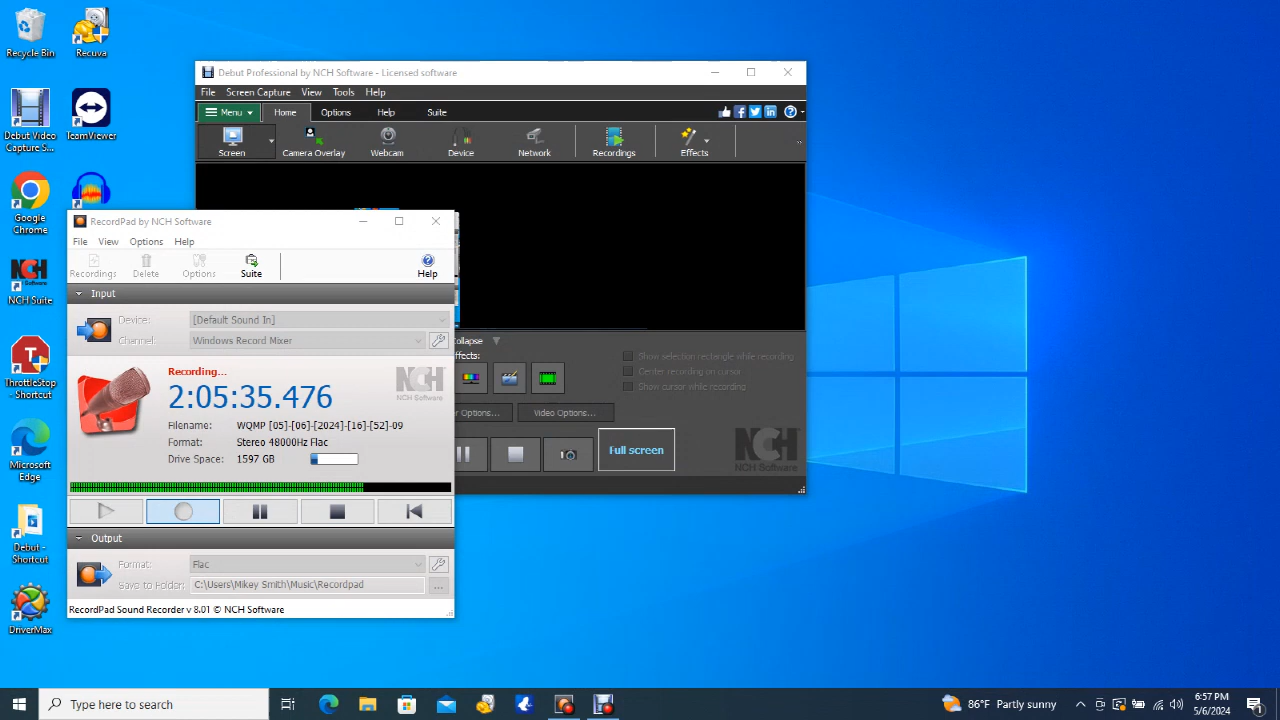 Recycle Bin
Recuva
Debut Video
Capture S...
TeamViewer
Google
Chrome
NCH
Software
NCH Suite
ThrottleStop
- Shortcut
Microsoft
Edge
Debut -
Shortcut
DriverMax
Debut Professional by NCH Software - Licensed software
File Screen Capture View Tools Help
Menu Home Options Help Suite
Screen Camera Overlay Webcam Device Network Recordings Effects
Show selection rectangle while recording
Center recording on cursor
Show cursor while recording
Video Options...
Full screen
NCH
NCH Software
RecordPad by NCH Software
File View Options Help
Recordings Delete Options Suite Help
Input
Device: [Default Sound In]
Channel: Windows Record Mixer
Recording...
2:05:35.476
NCH
NCH Software
Filename: WQMP [05]-[06]-[2024]-[16]-[52]-09
Format: Stereo 48000Hz Flac
Drive Space: 1597 GB
Output
Format: Flac
Save to Folder: C:\Users\Mikey Smith\Music\Recordpad
...
RecordPad Sound Recorder v 8.01 © NCH Software
Type here to search
86°F Partly sunny
6:57 PM
5/6/2024
1